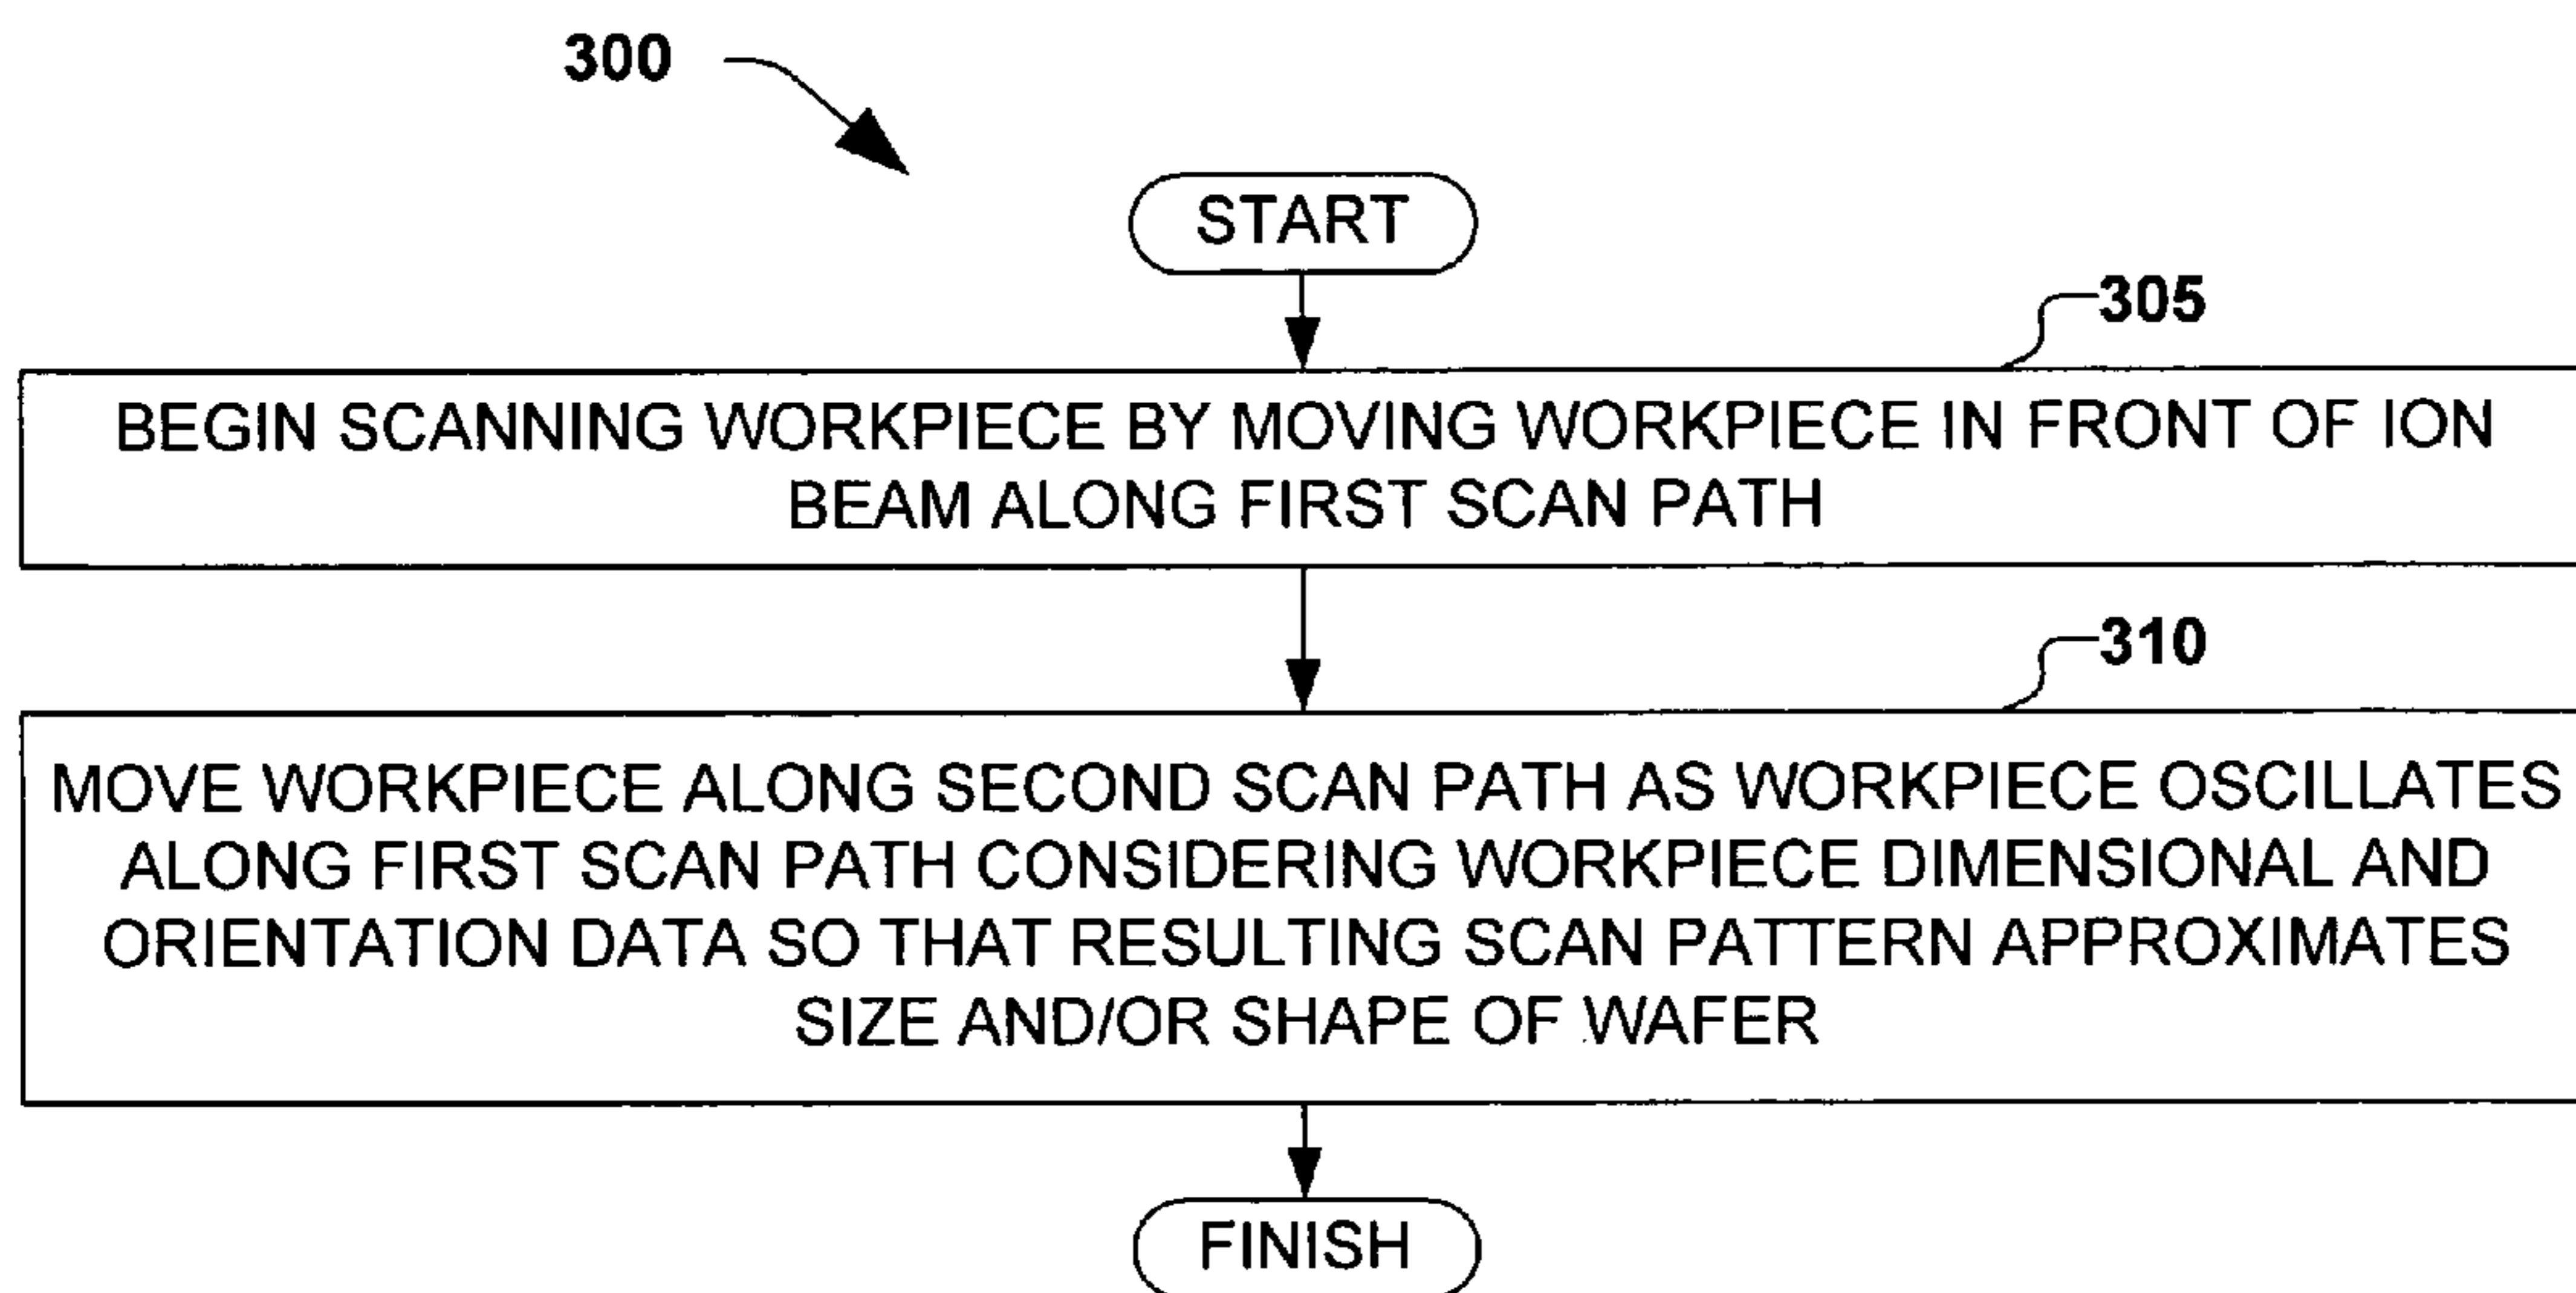 300
START
305
BEGIN SCANNING WORKPIECE BY MOVING WORKPIECE IN FRONT OF ION
BEAM ALONG FIRST SCAN PATH
310
MOVE WORKPIECE ALONG SECOND SCAN PATH AS WORKPIECE OSCILLATES
ALONG FIRST SCAN PATH CONSIDERING WORKPIECE DIMENSIONAL AND
ORIENTATION DATA SO THAT RESULTING SCAN PATTERN APPROXIMATES
SIZE AND/OR SHAPE OF WAFER
FINISH